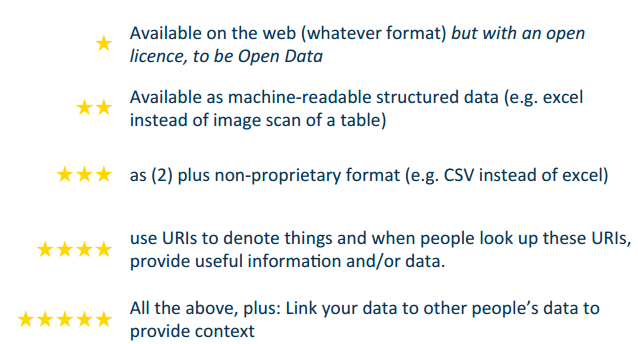 Available on the web (whatever format) but with an open
licence, to be Open Data
Available as machine-readable structured data (e.g. excel
instead of image scan of a table)
as (2) plus non-proprietary format (e.g. CSV instead of excel)
use URIs to denote things and when people look up these URIs,
provide useful information and/or data.
All the above, plus: Link your data to other people’s data to
provide context